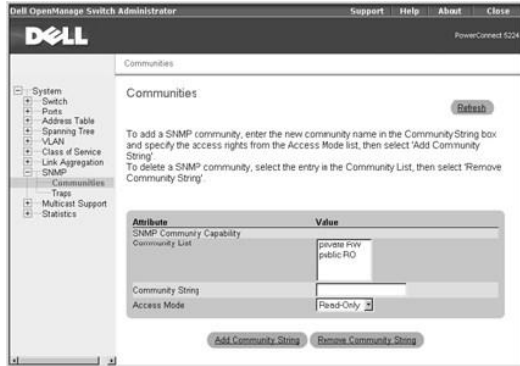 Dell OpenManage Switch Administrator
Support Help About Close
DELL
PowerConnect 5224
Communities
System
Switch
Ports
Address Table
Spanning Tree
VLAN
Class of Service
Link Aggregation
SNMP
Communities
Traps
Multicast Support
Statistics
Communities
Refresh
To add a SNMP community, enter the new community name in the Community String box
and specify the access rights from the Access Mode list, then select 'Add Community
String'.
To delete a SNMP community, select the entry in the Community List, then select 'Remove
Community String'.
Attribute Value
SNMP Community Capability
Community List
private RW
public RO
Community String
Access Mode Read-Only
Add Community String Remove Community String